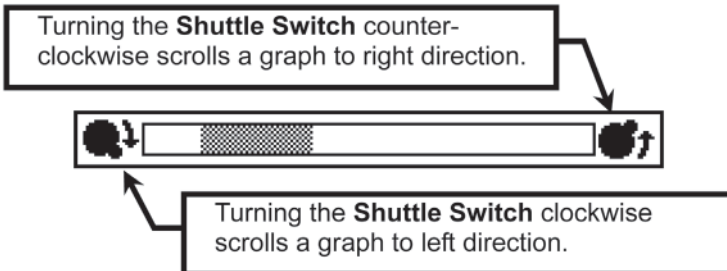 Turning the Shuttle Switch counter-
clockwise scrolls a graph to right direction.
Turning the Shuttle Switch clockwise
scrolls a graph to left direction.